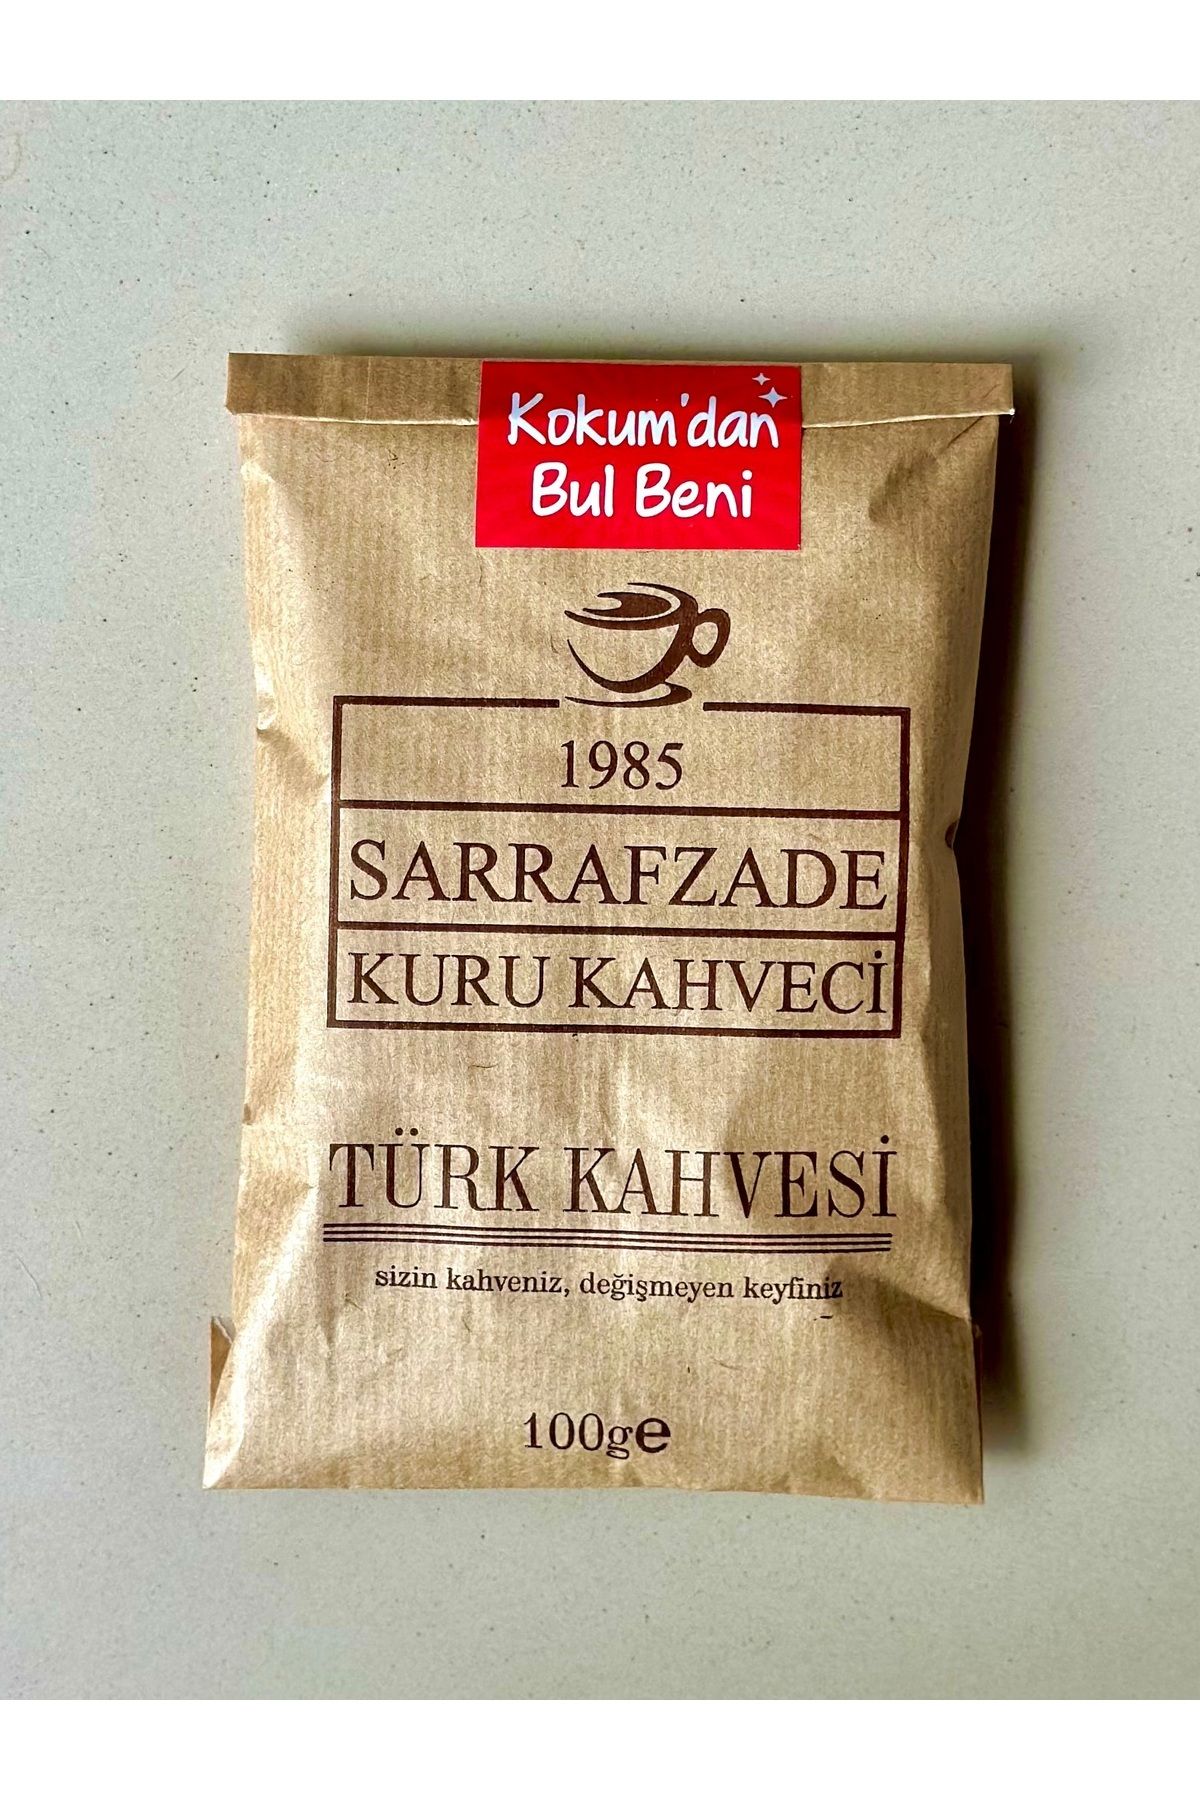 Kokum'dan
Bul Beni
1985
SARRAFZADE
KURU KAHVECİ
TÜRK KAHVESİ
sizin kahveniz, değişmeyen keyfiniz
100g℮